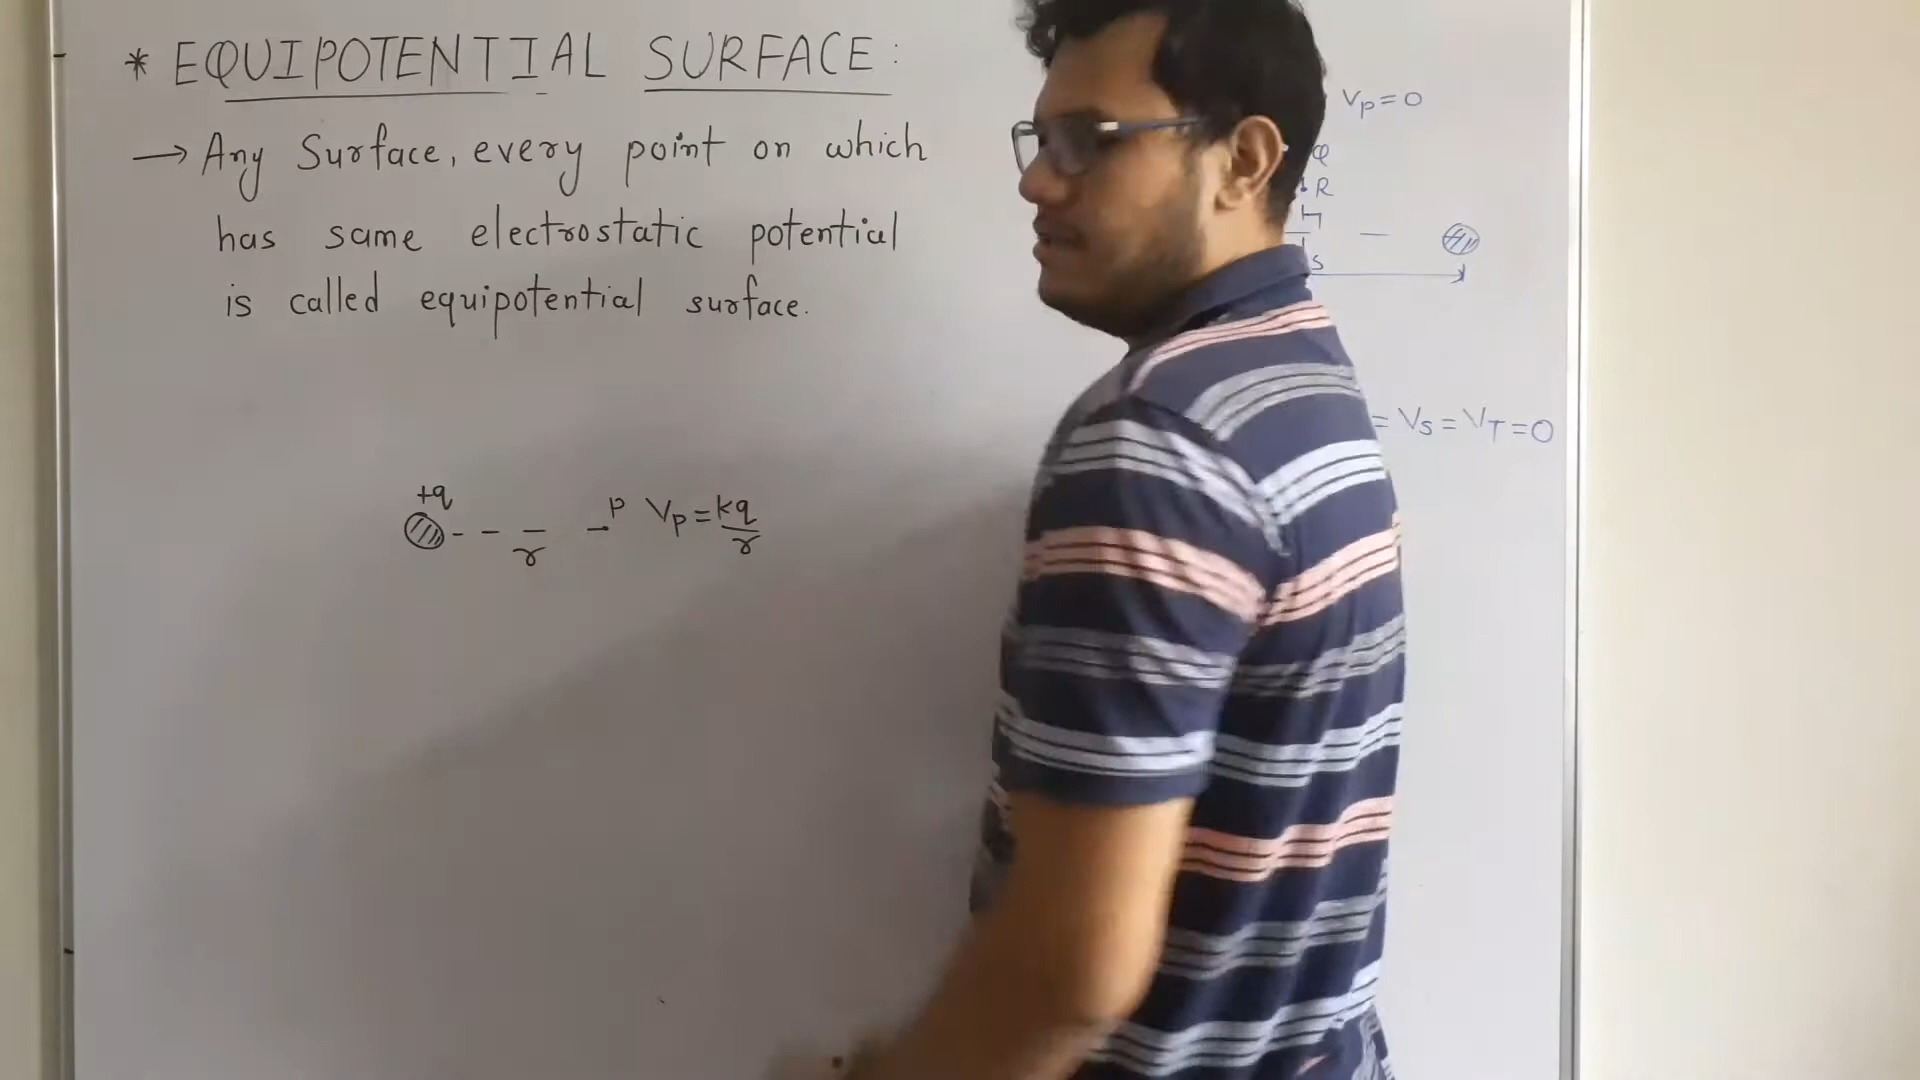 * EQUIPOTENTIAL SURFACE:
→ Any Surface, every point on which
has same electrostatic potential
is called equipotential surface.
+q
p Vp = kq/r
r
Vp = 0
Q
R
S
= VS = VT = 0